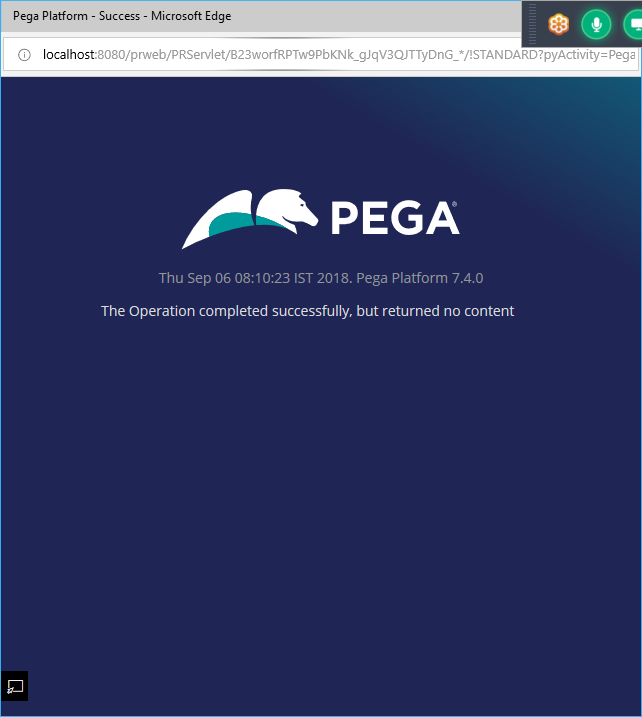 Pega Platform - Success - Microsoft Edge
localhost:8080/prweb/PRServlet/B23worfRPTw9PbKNk_gJqV3QJTTyDnG_*/!STANDARD?pyActivity=Pega
PEGA®
Thu Sep 06 08:10:23 IST 2018. Pega Platform 7.4.0
The Operation completed successfully, but returned no content